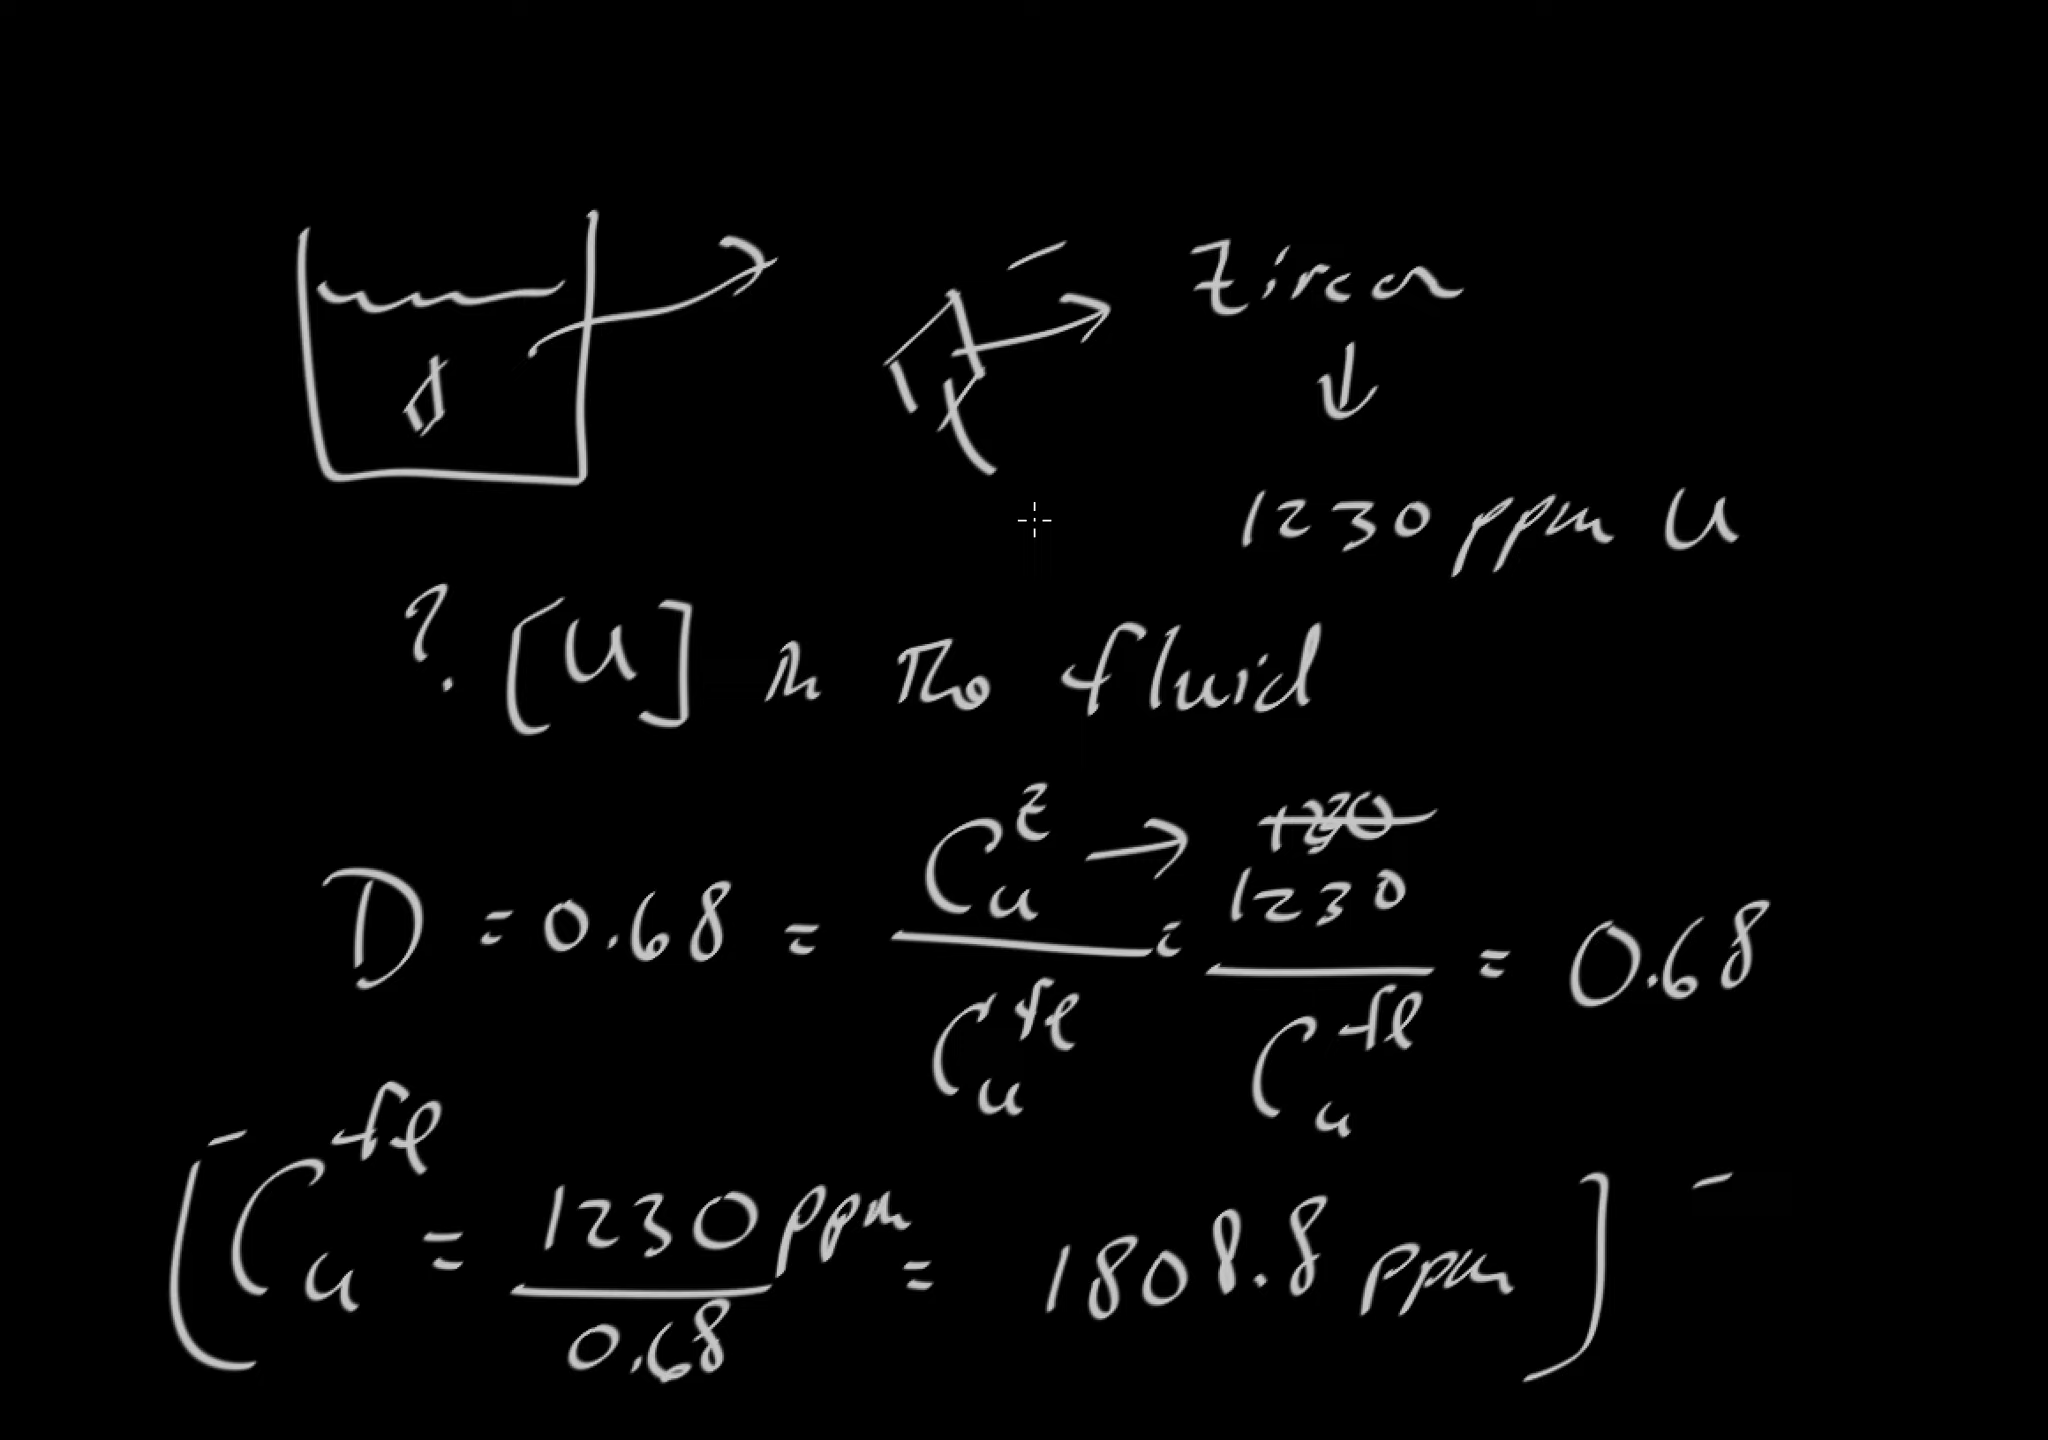 Zircon
1230 ppm U
? [U] in the fluid
D = 0.68 = C_u^z / C_u^fl = 1230 / C_u^fl = 0.68
[C_u^fl = 1230 ppm / 0.68 = 1808.8 ppm]